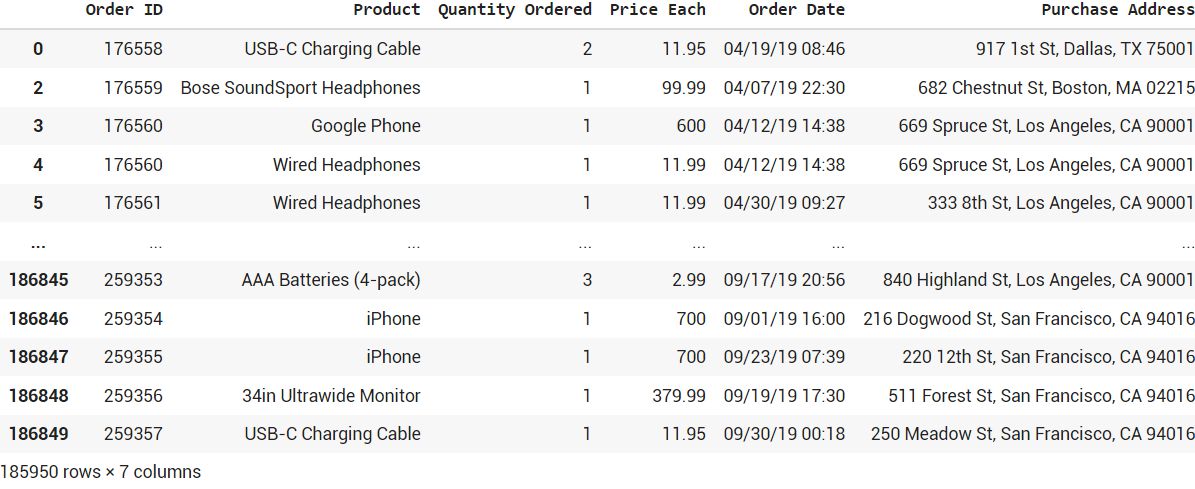 Order ID Product Quantity Ordered Price Each Order Date Purchase Address
0 176558 USB-C Charging Cable 2 11.95 04/19/19 08:46 917 1st St, Dallas, TX 75001
2 176559 Bose SoundSport Headphones 1 99.99 04/07/19 22:30 682 Chestnut St, Boston, MA 02215
3 176560 Google Phone 1 600 04/12/19 14:38 669 Spruce St, Los Angeles, CA 90001
4 176560 Wired Headphones 1 11.99 04/12/19 14:38 669 Spruce St, Los Angeles, CA 90001
5 176561 Wired Headphones 1 11.99 04/30/19 09:27 333 8th St, Los Angeles, CA 90001
... ... ... ... ... ... ...
186845 259353 AAA Batteries (4-pack) 3 2.99 09/17/19 20:56 840 Highland St, Los Angeles, CA 90001
186846 259354 iPhone 1 700 09/01/19 16:00 216 Dogwood St, San Francisco, CA 94016
186847 259355 iPhone 1 700 09/23/19 07:39 220 12th St, San Francisco, CA 94016
186848 259356 34in Ultrawide Monitor 1 379.99 09/19/19 17:30 511 Forest St, San Francisco, CA 94016
186849 259357 USB-C Charging Cable 1 11.95 09/30/19 00:18 250 Meadow St, San Francisco, CA 94016
185950 rows × 7 columns